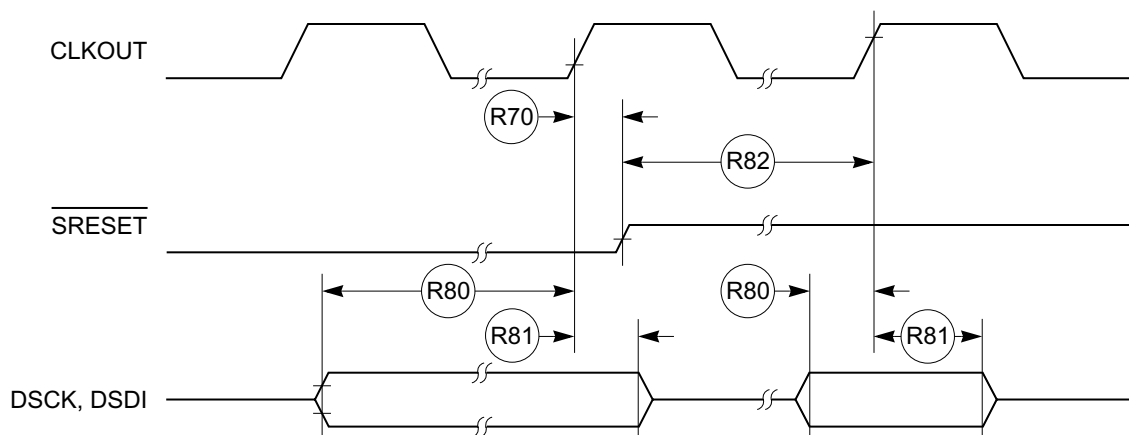 CLKOUT
R70
R82
SRESET
R80
R80
R81
R81
DSCK, DSDI